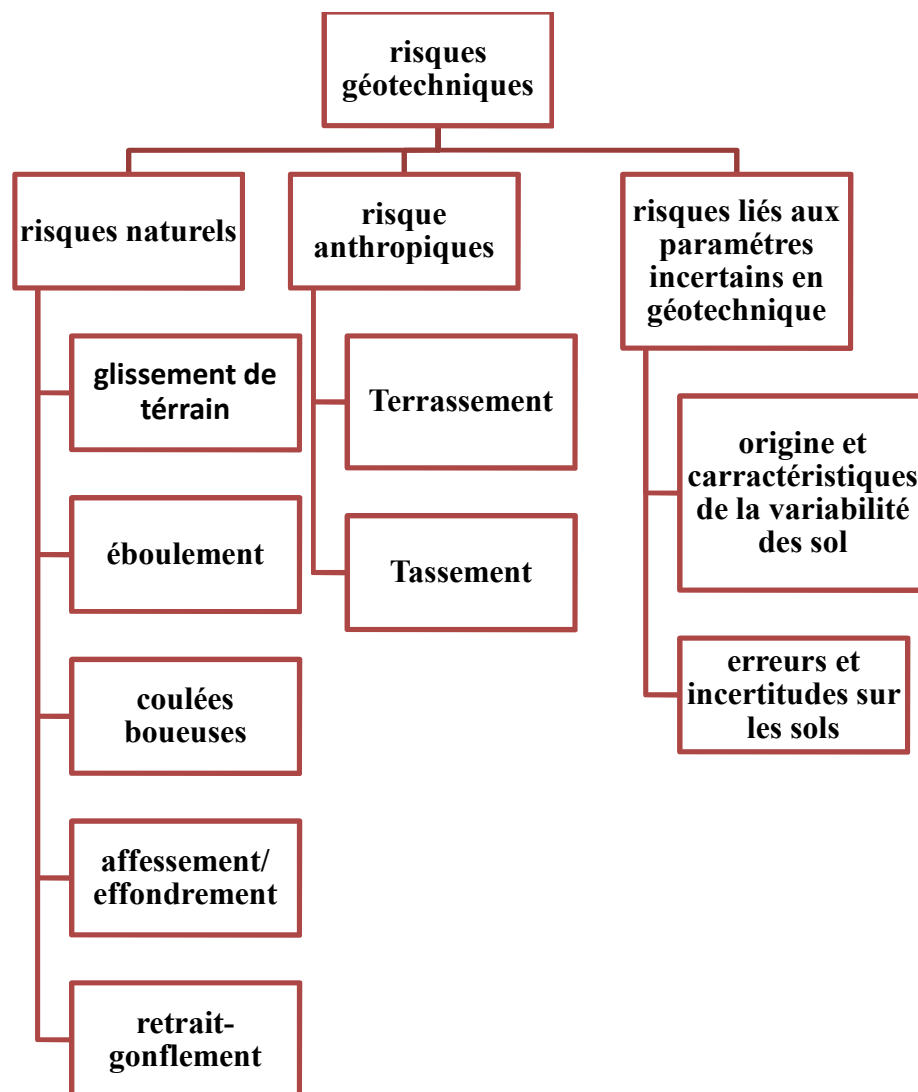 risques
géotechniques
risques naturels
glissement de
térrain
éboulement
coulées
boueuses
affessement/
effondrement
retrait-
gonflement
risque
anthropiques
Terrassement
Tassement
risques liés aux
paramétres
incertains en
géotechnique
origine et
carractéristiques
de la variabilité
des sol
erreurs et
incertitudes sur
les sols